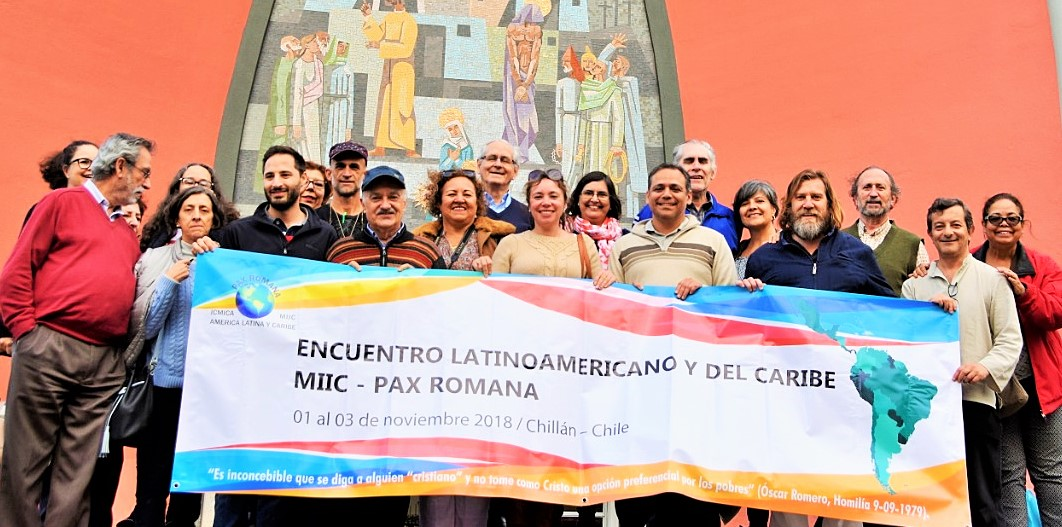 PAX ROMANA
ICMICA MIIC
AMERICA LATINA Y CARIBE
ENCUENTRO LATINOAMERICANO Y DEL CARIBE
MIIC - PAX ROMANA
01 al 03 de noviembre 2018 / Chillán - Chile
"Es inconcebible que se diga a alguien "cristiano" y no tome como Cristo una opción preferencial por los pobres" (Óscar Romero, Homilía 9-09-1979).